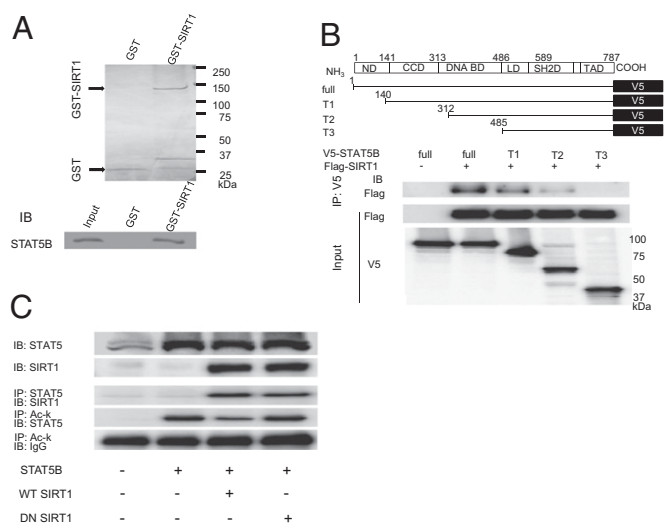 A
GST
GST-SIRT1
GST-SIRT1
GST
250
150
100
75
50
37
25
kDa
IB
Input
GST
GST-SIRT1
STAT5B
B
1 141 313 486 589 787
NH3 ND CCD DNA BD LD SH2D TAD COOH
full 1 V5
T1 140 V5
T2 312 V5
T3 485 V5
V5-STAT5B full full T1 T2 T3
Flag-SIRT1 - + + + +
IP: V5
IB
Flag
Input
Flag
V5
100
75
50
37
kDa
C
IB: STAT5
IB: SIRT1
IP: STAT5
IB: SIRT1
IP: Ac-k
IB: STAT5
IP: Ac-k
IB: IgG
STAT5B - + + +
WT SIRT1 - - + -
DN SIRT1 - - - +